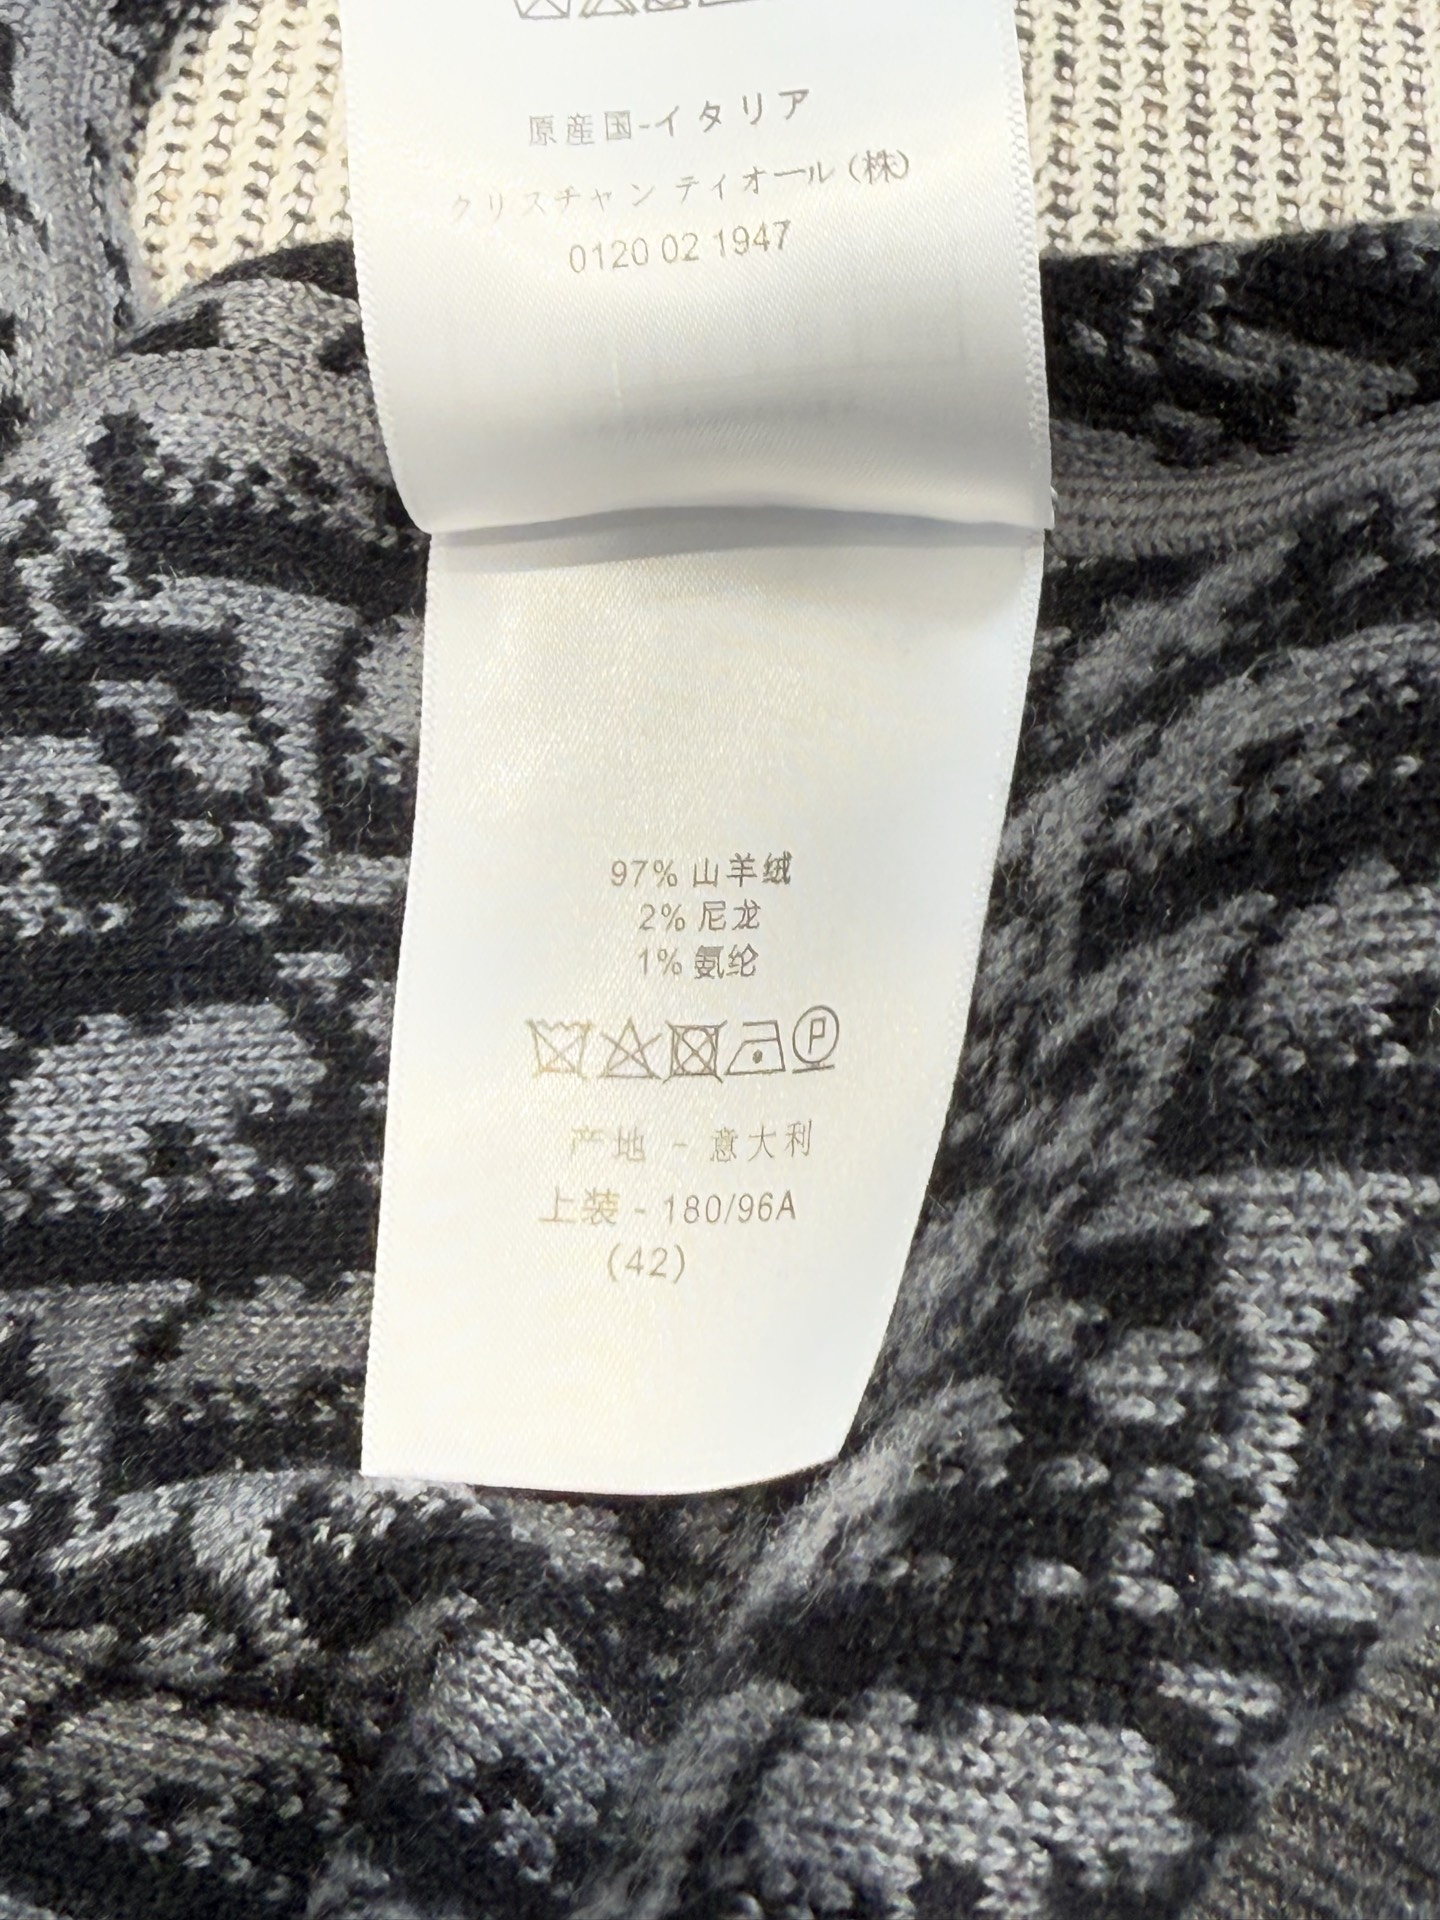 原産国-イタリア
クリスチャン ディオール (株)
0120 02 1947
97% 山羊绒
2% 尼龙
1% 氨纶
P
产地 - 意大利
上装 - 180/96A
(42)